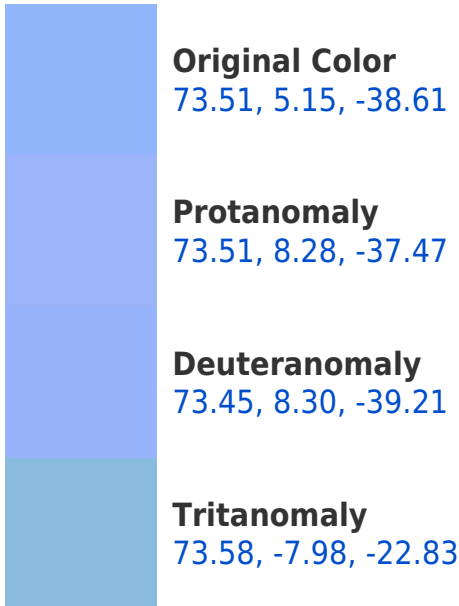 Original Color
73.51, 5.15, -38.61
Protanomaly
73.51, 8.28, -37.47
Deuteranomaly
73.45, 8.30, -39.21
Tritanomaly
73.58, -7.98, -22.83